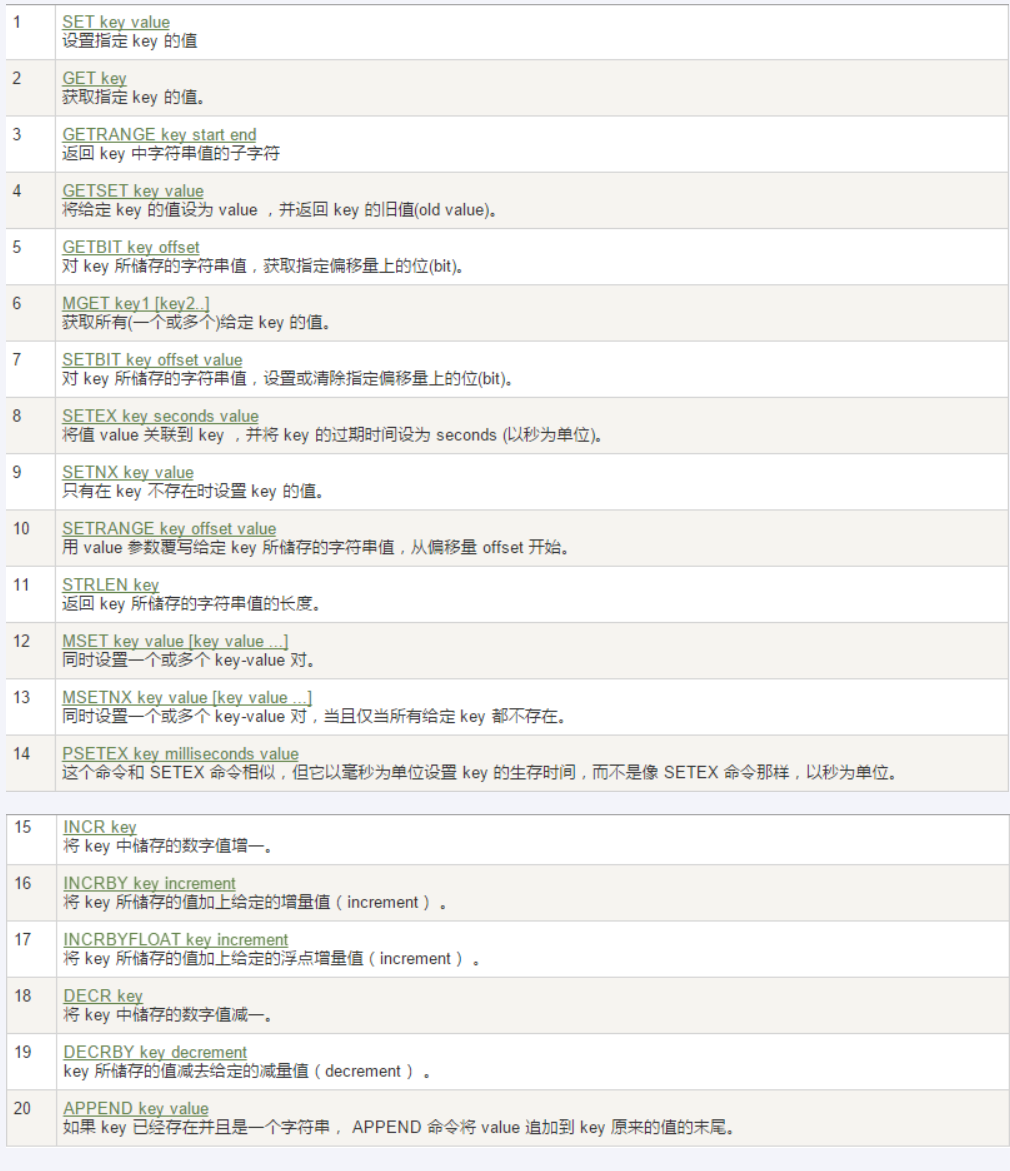 1
SET key value
设置指定 key 的值
2
GET key
获取指定 key 的值。
3
GETRANGE key start end
返回 key 中字符串值的子字符
4
GETSET key value
将给定 key 的值设为 value ，并返回 key 的旧值(old value)。
5
GETBIT key offset
对 key 所储存的字符串值，获取指定偏移量上的位(bit)。
6
MGET key1 [key2..]
获取所有(一个或多个)给定 key 的值。
7
SETBIT key offset value
对 key 所储存的字符串值，设置或清除指定偏移量上的位(bit)。
8
SETEX key seconds value
将值 value 关联到 key ，并将 key 的过期时间设为 seconds (以秒为单位)。
9
SETNX key value
只有在 key 不存在时设置 key 的值。
10
SETRANGE key offset value
用 value 参数覆写给定 key 所储存的字符串值，从偏移量 offset 开始。
11
STRLEN key
返回 key 所储存的字符串值的长度。
12
MSET key value [key value ...]
同时设置一个或多个 key-value 对。
13
MSETNX key value [key value ...]
同时设置一个或多个 key-value 对，当且仅当所有给定 key 都不存在。
14
PSETEX key milliseconds value
这个命令和 SETEX 命令相似，但它以毫秒为单位设置 key 的生存时间，而不是像 SETEX 命令那样，以秒为单位。
15
INCR key
将 key 中储存的数字值增一。
16
INCRBY key increment
将 key 所储存的值加上给定的增量值（increment） 。
17
INCRBYFLOAT key increment
将 key 所储存的值加上给定的浮点增量值（increment） 。
18
DECR key
将 key 中储存的数字值减一。
19
DECRBY key decrement
key 所储存的值减去给定的减量值（decrement） 。
20
APPEND key value
如果 key 已经存在并且是一个字符串， APPEND 命令将 value 追加到 key 原来的值的末尾。